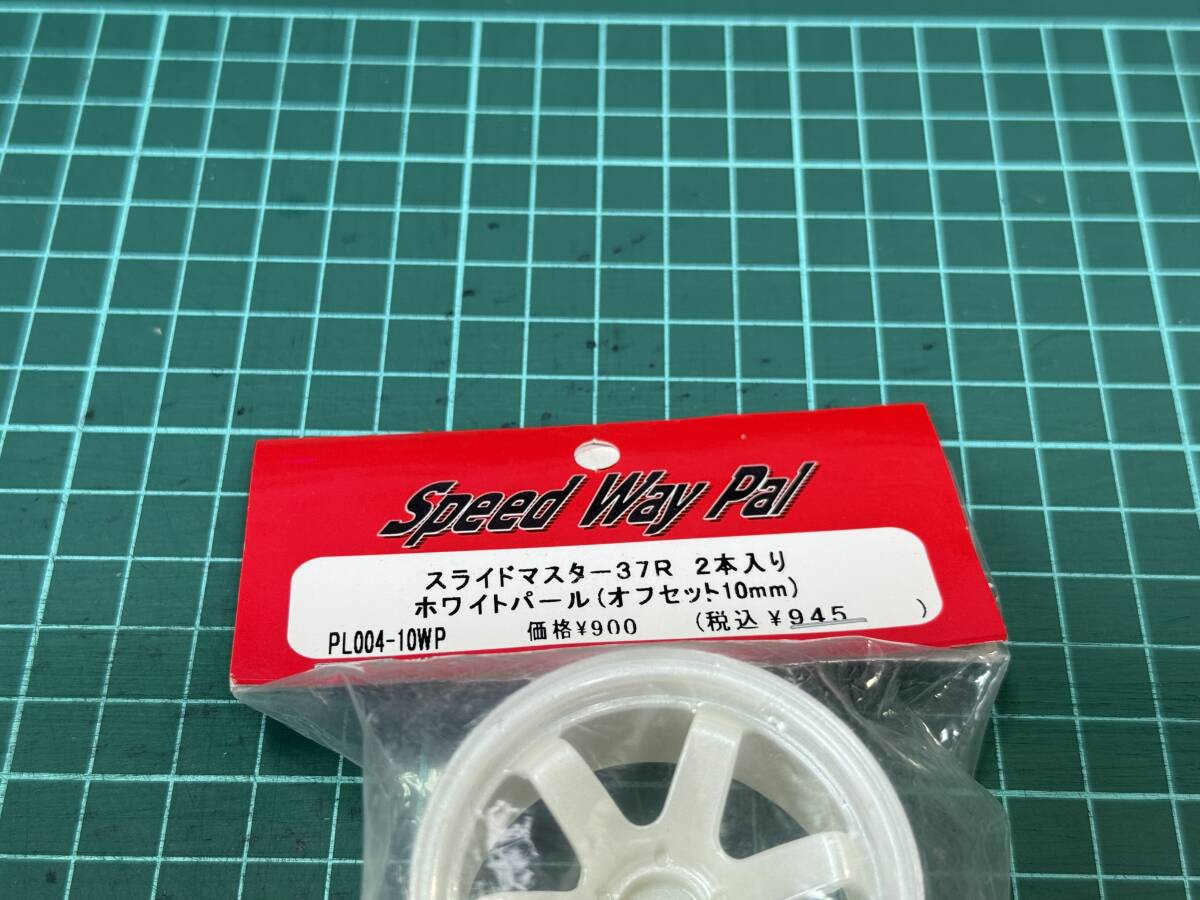 Speed Way Pal
スライドマスター37R 2本入り
ホワイトパール(オフセット10mm)
PL004-10WP 価格¥900 (税込¥945 )